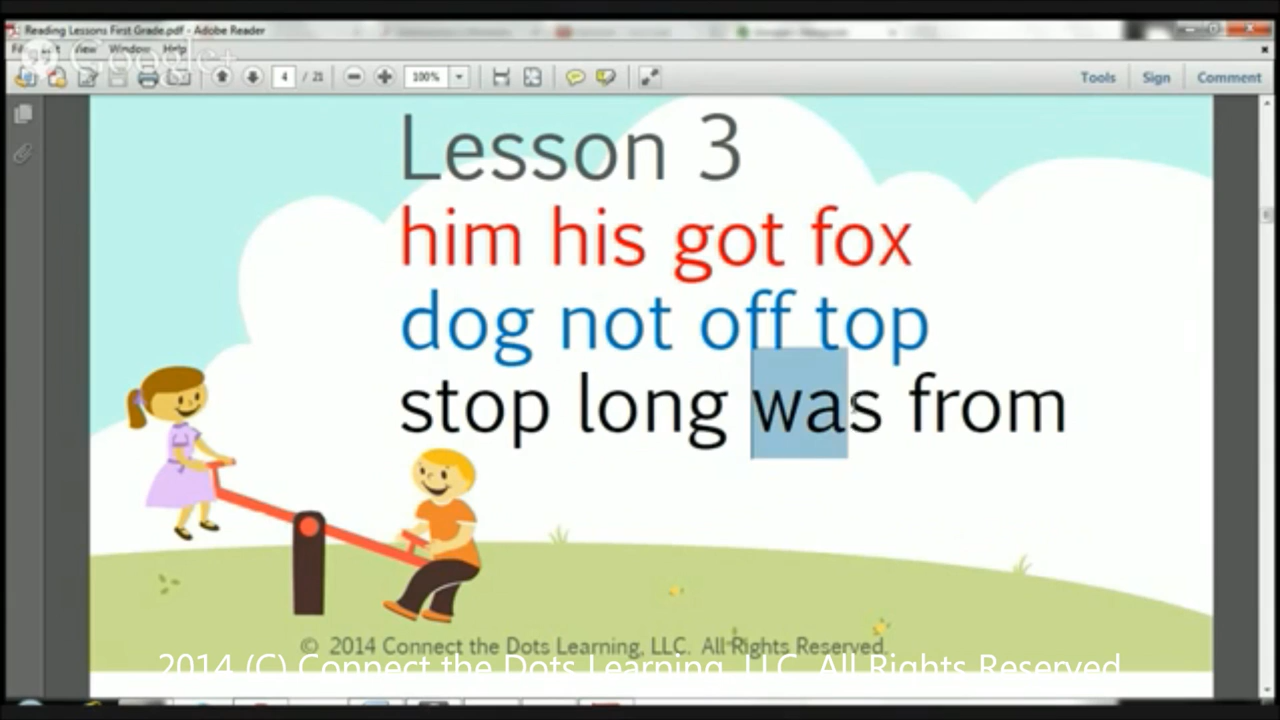 Reading Lessons First Grade.pdf - Adobe Reader
View Window Help
Google+
4 / 21 100% Tools Sign Comment
Lesson 3
him his got fox
dog not off top
stop long was from
© 2014 Connect the Dots Learning, LLC. All Rights Reserved.
2014 (C) Connect the Dots Learning, LLC. All Rights Reserved.